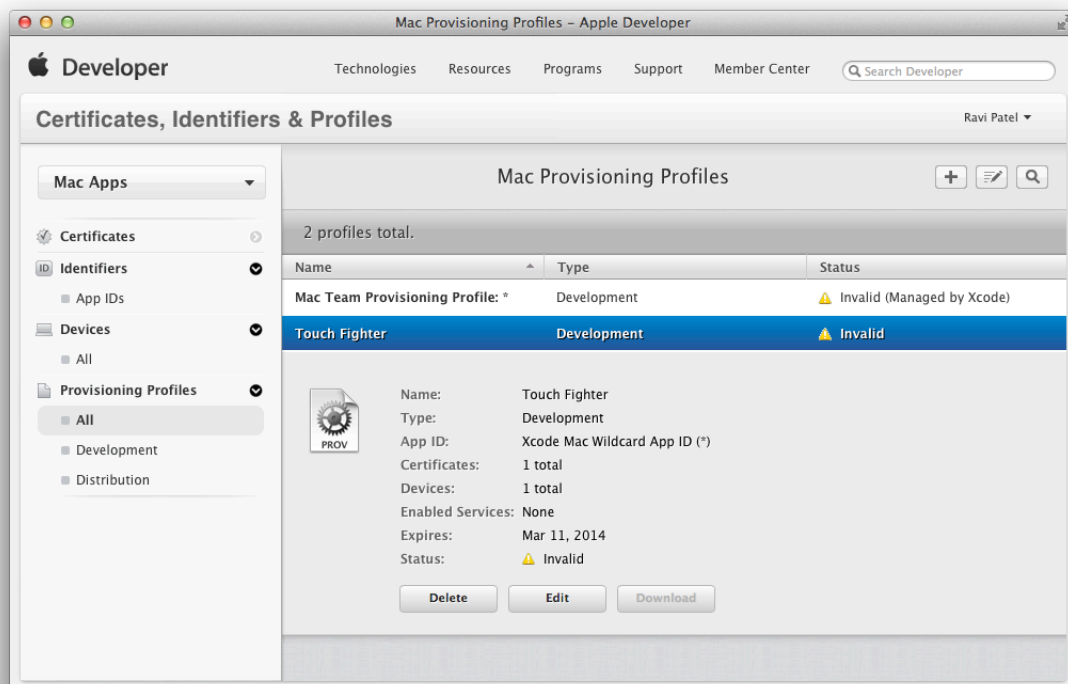 Mac Provisioning Profiles – Apple Developer
Developer
Technologies Resources Programs Support Member Center Search Developer
Certificates, Identifiers & Profiles
Ravi Patel
Mac Apps
Mac Provisioning Profiles
Certificates
2 profiles total.
ID Identifiers
Name Type Status
App IDs
Mac Team Provisioning Profile: * Development Invalid (Managed by Xcode)
Devices
Touch Fighter Development Invalid
All
Provisioning Profiles
All
Development
Distribution
PROV
Name: Touch Fighter
Type: Development
App ID: Xcode Mac Wildcard App ID (*)
Certificates: 1 total
Devices: 1 total
Enabled Services: None
Expires: Mar 11, 2014
Status: Invalid
Delete Edit Download